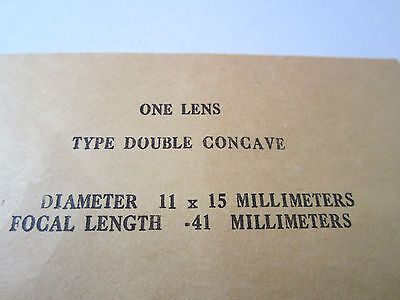 ONE LENS
TYPE DOUBLE CONCAVE
DIAMETER 11 x 15 MILLIMETERS
FOCAL LENGTH -41 MILLIMETERS